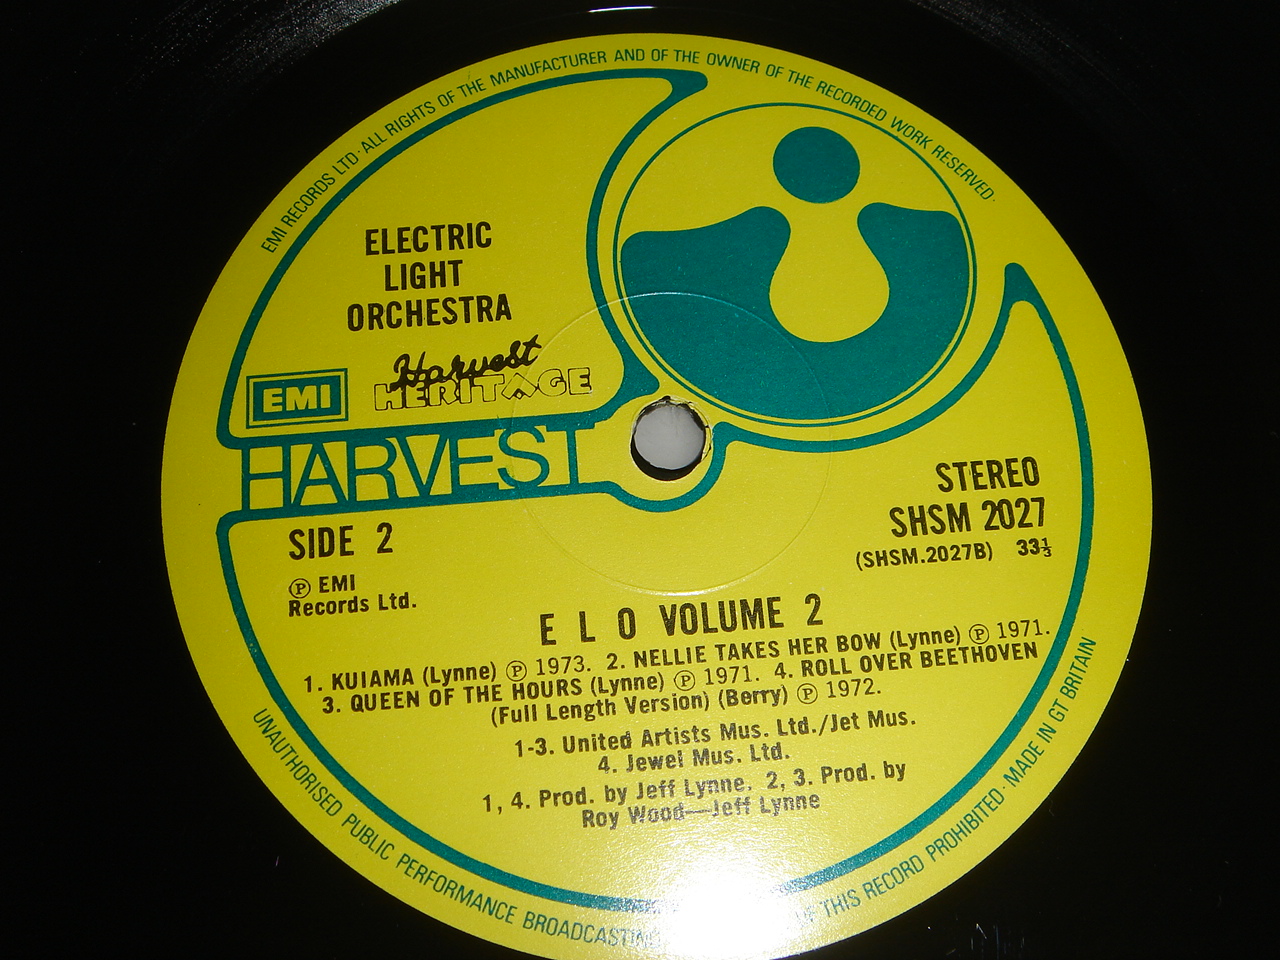 EMI RECORDS LTD · ALL RIGHTS OF THE MANUFACTURER AND OF THE OWNER OF THE RECORDED WORK RESERVED ·
ELECTRIC
LIGHT
ORCHESTRA
Harvest
HERITAGE
EMI
HARVEST
STEREO
SHSM 2027
(SHSM.2027B) 33⅓
SIDE 2
Ⓟ EMI
Records Ltd.
E L O VOLUME 2
1. KUIAMA (Lynne) Ⓟ 1973. 2. NELLIE TAKES HER BOW (Lynne) Ⓟ 1971.
3. QUEEN OF THE HOURS (Lynne) Ⓟ 1971. 4. ROLL OVER BEETHOVEN
(Full Length Version) (Berry) Ⓟ 1972.
1-3. United Artists Mus. Ltd./Jet Mus.
4. Jewel Mus. Ltd.
1, 4. Prod. by Jeff Lynne. 2, 3. Prod. by
Roy Wood—Jeff Lynne
UNAUTHORISED PUBLIC PERFORMANCE BROADCASTING OF THIS RECORD PROHIBITED · MADE IN GT BRITAIN